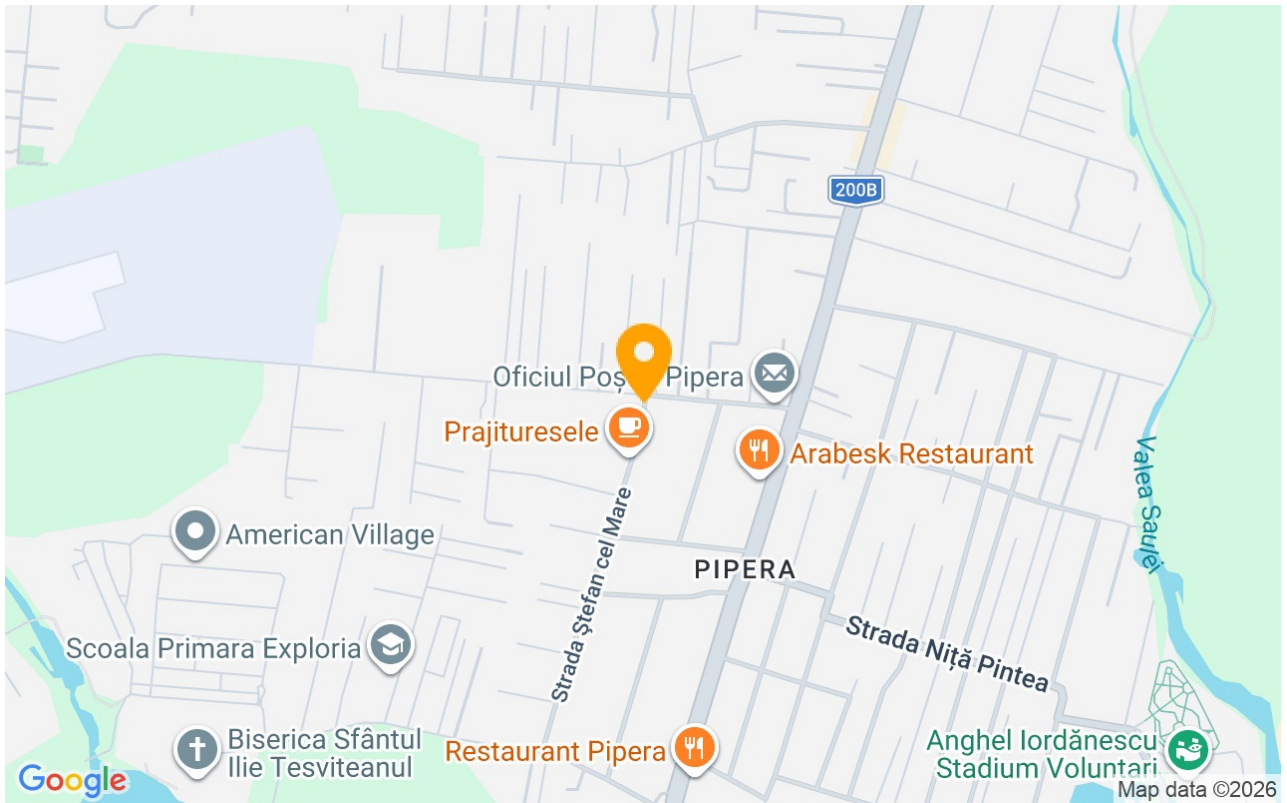 200B
Oficiul Poș Pipera
Prajituresele
Arabesk Restaurant
Valea Saulei
American Village
PIPERA
Strada Ștefan cel Mare
Scoala Primara Exploria
Strada Niță Pintea
Biserica Sfântul
Ilie Tesviteanul
Restaurant Pipera
Anghel Iordănescu
Stadium Voluntari
Google
Map data ©2026